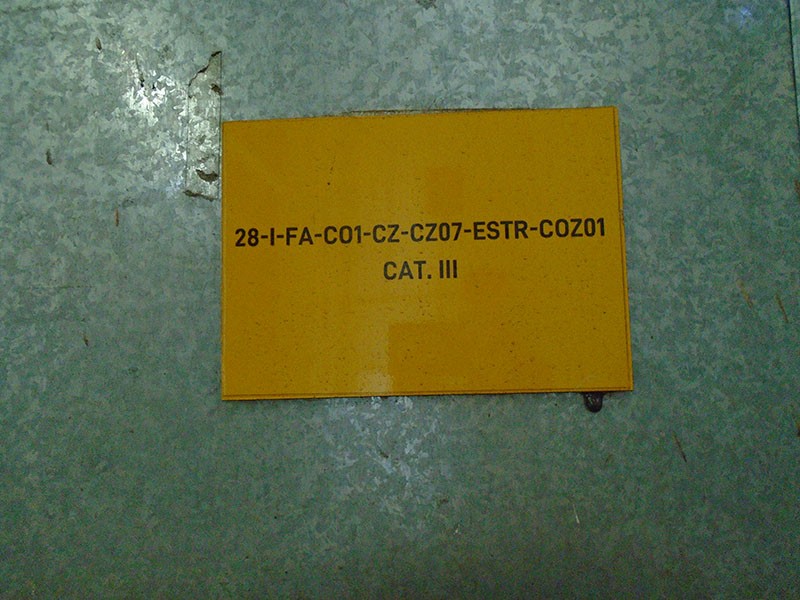 28-I-FA-C01-CZ-CZ07-ESTR-COZ01
CAT. III